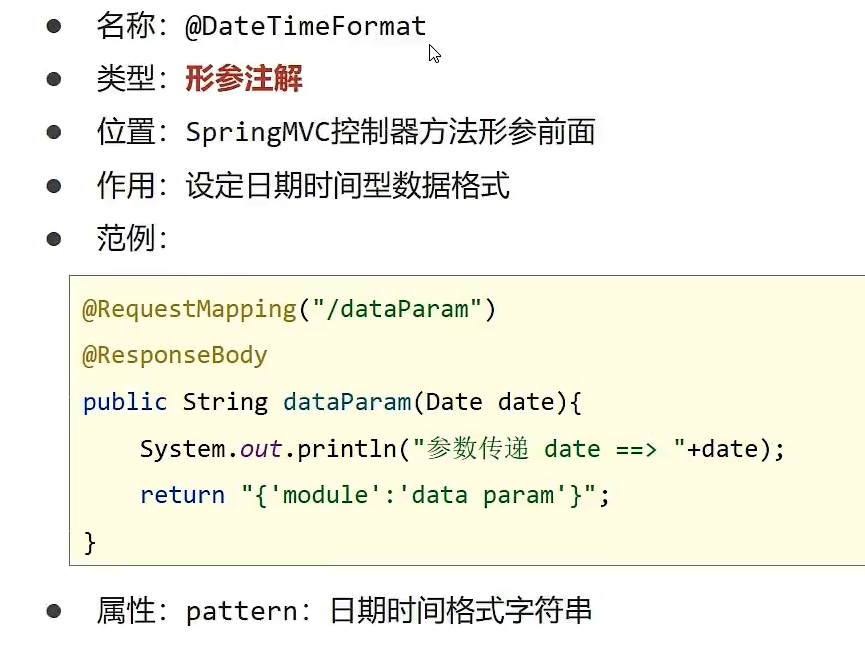 ● 名称：@DateTimeFormat
● 类型：形参注解
● 位置：SpringMVC控制器方法形参前面
● 作用：设定日期时间型数据格式
● 范例：
@RequestMapping("/dataParam")
@ResponseBody
public String dataParam(Date date){
    System.out.println("参数传递 date ==> "+date);
    return "{'module':'data param'}";
}
● 属性：pattern：日期时间格式字符串